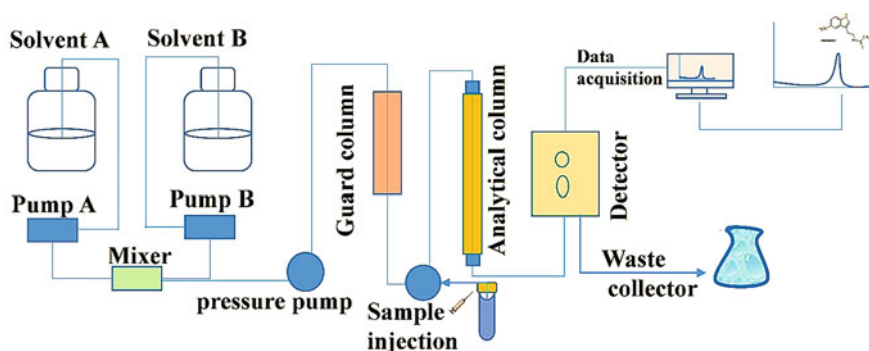 Solvent A
Solvent B
Pump A
Pump B
Mixer
pressure pump
Guard column
Sample
injection
Analytical column
Detector
Data
acquisition
Waste
collector